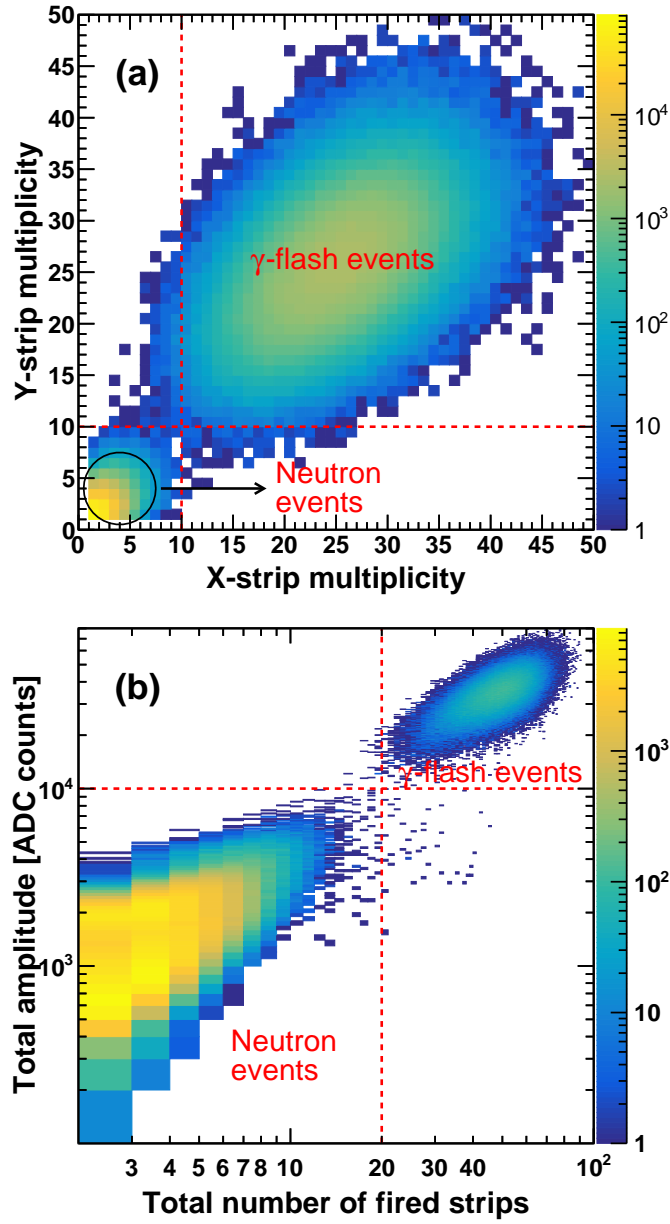 50
45
40
35
30
25
20
15
10
5
0
Y-strip multiplicity
(a)
γ-flash events
Neutron
events
0 5 10 15 20 25 30 35 40 45 50
X-strip multiplicity
10⁴
10³
10²
10
1
(b)
Total amplitude [ADC counts]
10⁴
10³
γ-flash events
Neutron
events
3 4 5 6 7 8 10 20 30 40 10²
Total number of fired strips
10³
10²
10
1